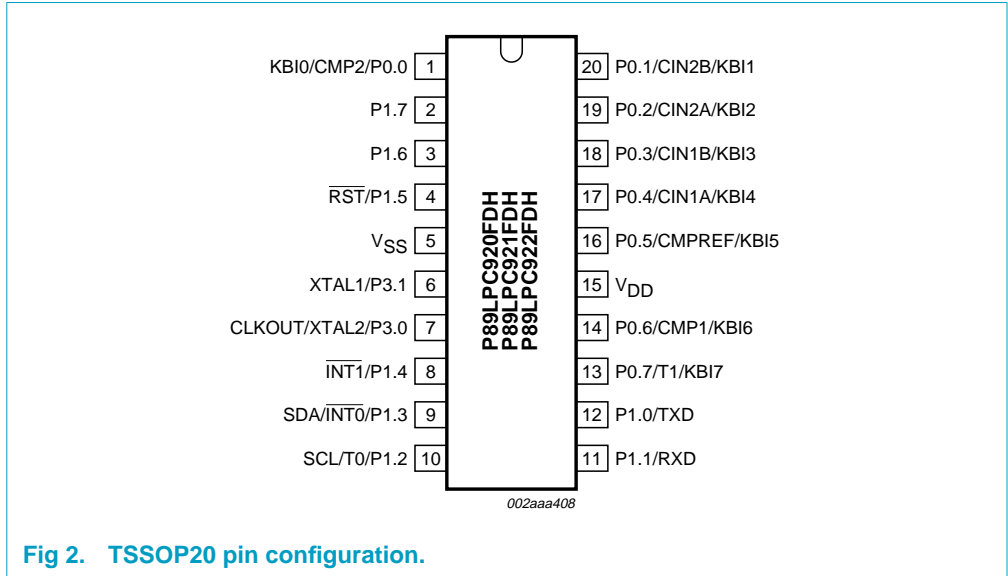 KBI0/CMP2/P0.0 1
P1.7 2
P1.6 3
R̅S̅T̅/P1.5 4
VSS 5
XTAL1/P3.1 6
CLKOUT/XTAL2/P3.0 7
I̅N̅T̅1̅/P1.4 8
SDA/I̅N̅T̅0̅/P1.3 9
SCL/T0/P1.2 10
P89LPC920FDH
P89LPC921FDH
P89LPC922FDH
20 P0.1/CIN2B/KBI1
19 P0.2/CIN2A/KBI2
18 P0.3/CIN1B/KBI3
17 P0.4/CIN1A/KBI4
16 P0.5/CMPREF/KBI5
15 VDD
14 P0.6/CMP1/KBI6
13 P0.7/T1/KBI7
12 P1.0/TXD
11 P1.1/RXD
002aaa408
Fig 2. TSSOP20 pin configuration.